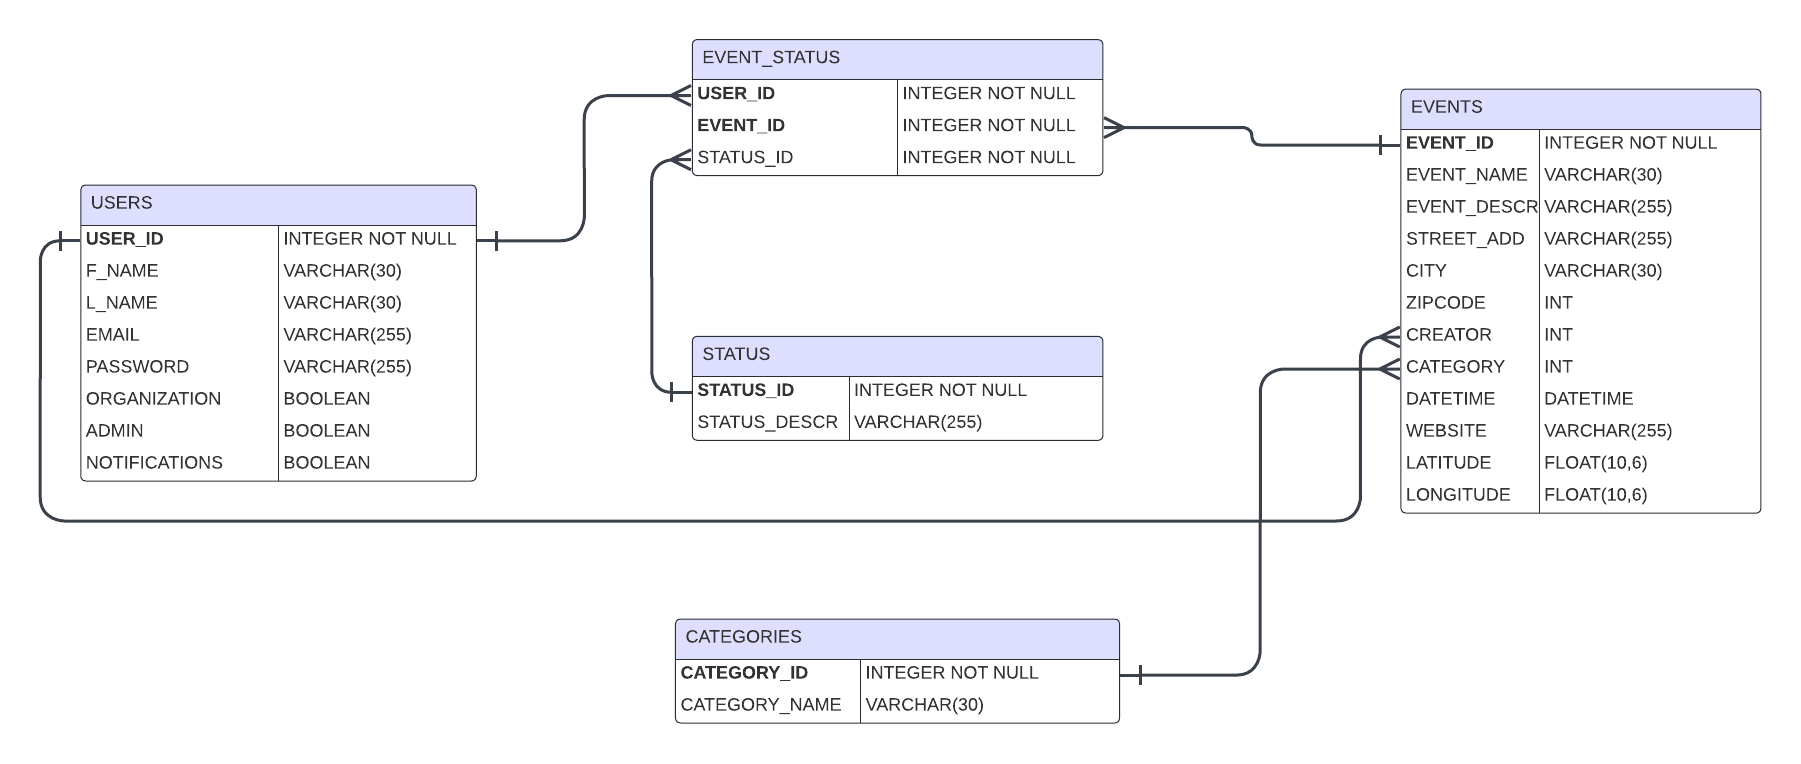 EVENT_STATUS
USER_ID INTEGER NOT NULL
EVENT_ID INTEGER NOT NULL
STATUS_ID INTEGER NOT NULL
EVENTS
EVENT_ID INTEGER NOT NULL
EVENT_NAME VARCHAR(30)
EVENT_DESCR VARCHAR(255)
STREET_ADD VARCHAR(255)
CITY VARCHAR(30)
ZIPCODE INT
CREATOR INT
CATEGORY INT
DATETIME DATETIME
WEBSITE VARCHAR(255)
LATITUDE FLOAT(10,6)
LONGITUDE FLOAT(10,6)
USERS
USER_ID INTEGER NOT NULL
F_NAME VARCHAR(30)
L_NAME VARCHAR(30)
EMAIL VARCHAR(255)
PASSWORD VARCHAR(255)
ORGANIZATION BOOLEAN
ADMIN BOOLEAN
NOTIFICATIONS BOOLEAN
STATUS
STATUS_ID INTEGER NOT NULL
STATUS_DESCR VARCHAR(255)
CATEGORIES
CATEGORY_ID INTEGER NOT NULL
CATEGORY_NAME VARCHAR(30)